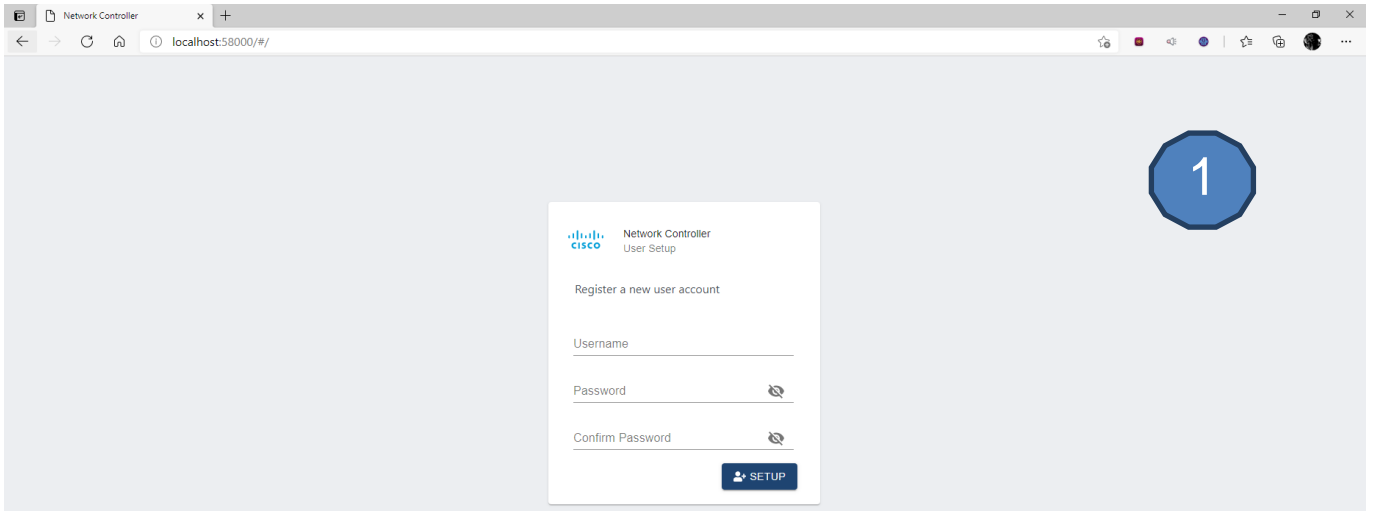 Network Controller
localhost:58000/#/
1
CISCO
Network Controller
User Setup
Register a new user account
Username
Password
Confirm Password
SETUP